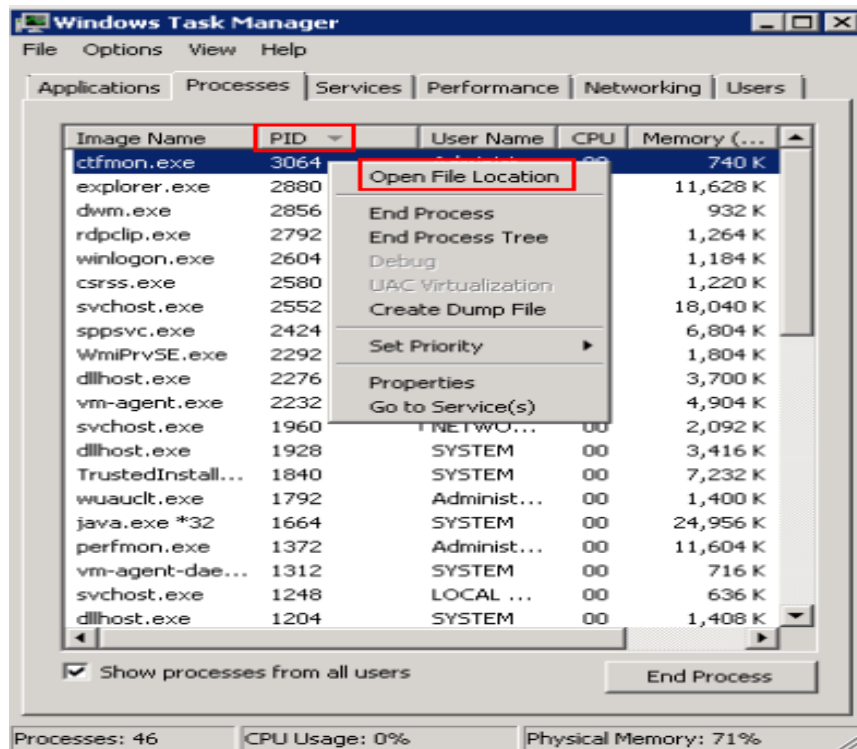 Windows Task Manager
File Options View Help
Applications Processes Services Performance Networking Users
Image Name PID User Name CPU Memory (...
ctfmon.exe 3064 740 K
explorer.exe 2880 11,628 K
dwm.exe 2856 932 K
rdpclip.exe 2792 1,264 K
winlogon.exe 2604 1,184 K
csrss.exe 2580 1,220 K
svchost.exe 2552 18,040 K
sppsvc.exe 2424 6,804 K
WmiPrvSE.exe 2292 1,804 K
dllhost.exe 2276 3,700 K
vm-agent.exe 2232 4,904 K
svchost.exe 1960 NETWO... 00 2,092 K
dllhost.exe 1928 SYSTEM 00 3,416 K
TrustedInstall... 1840 SYSTEM 00 7,232 K
wuauclt.exe 1792 Administ... 00 1,400 K
java.exe *32 1664 SYSTEM 00 24,956 K
perfmon.exe 1372 Administ... 00 11,604 K
vm-agent-dae... 1312 SYSTEM 00 716 K
svchost.exe 1248 LOCAL ... 00 636 K
dllhost.exe 1204 SYSTEM 00 1,408 K
Open File Location
End Process
End Process Tree
Debug
UAC Virtualization
Create Dump File
Set Priority
Properties
Go to Service(s)
Show processes from all users
End Process
Processes: 46 CPU Usage: 0% Physical Memory: 71%